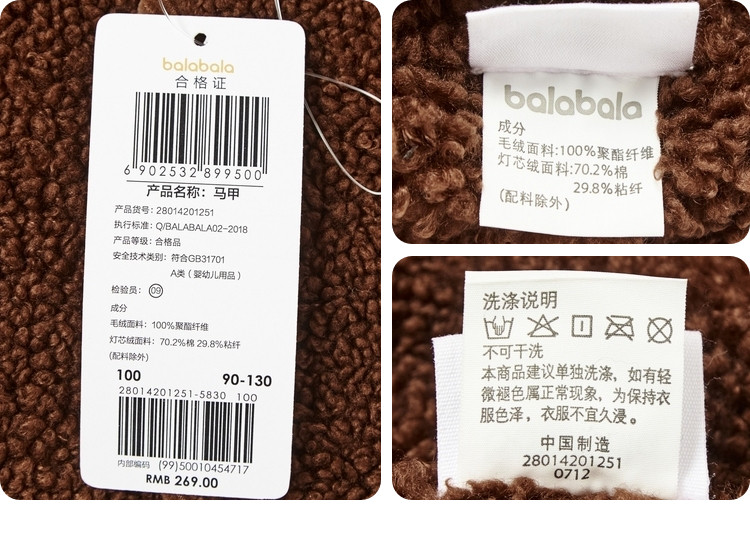 balabala
合格证
6 902532 899500
产品名称：马甲
产品货号：28014201251
执行标准：Q/BALABALA02-2018
产品等级：合格品
安全技术类别：符合GB31701
A类（婴幼儿用品）
检验员：09
成分
毛绒面料：100%聚酯纤维
灯芯绒面料：70.2%棉 29.8%粘纤
(配料除外)
100 90-130
28014201251-5830 100
内部编码 (99)50010454717
RMB 269.00
balabala
成分
毛绒面料:100%聚酯纤维
灯芯绒面料:70.2%棉
29.8%粘纤
(配料除外)
洗涤说明
不可干洗
本商品建议单独洗涤，如有轻
微褪色属正常现象，为保持衣
服色泽，衣服不宜久浸。
中国制造
28014201251
0712